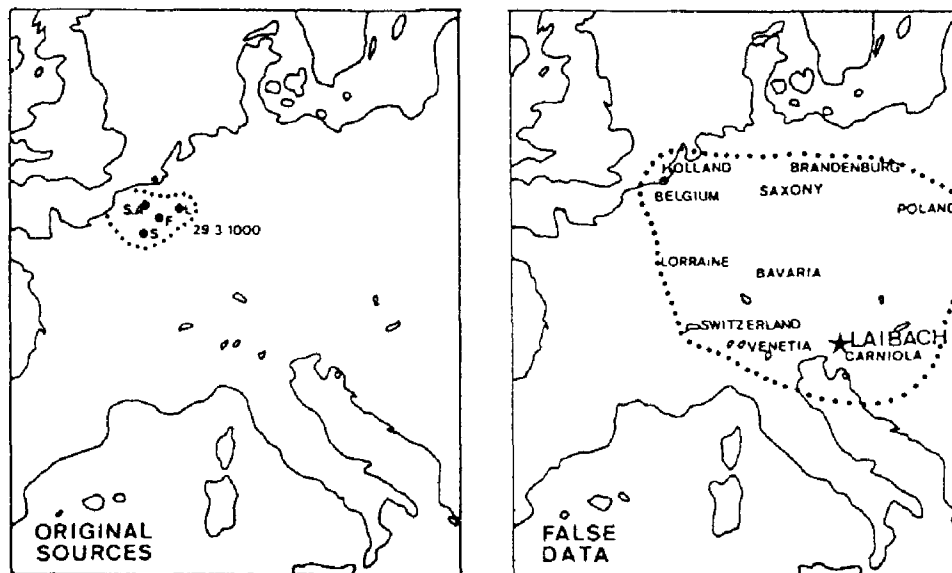 S.A
L
F
S
29 3 1000
ORIGINAL
SOURCES
HOLLAND
BRANDENBURG
BELGIUM
SAXONY
POLAND
LORRAINE
BAVARIA
SWITZERLAND
VENETIA
LAIBACH
CARNIOLA
FALSE
DATA